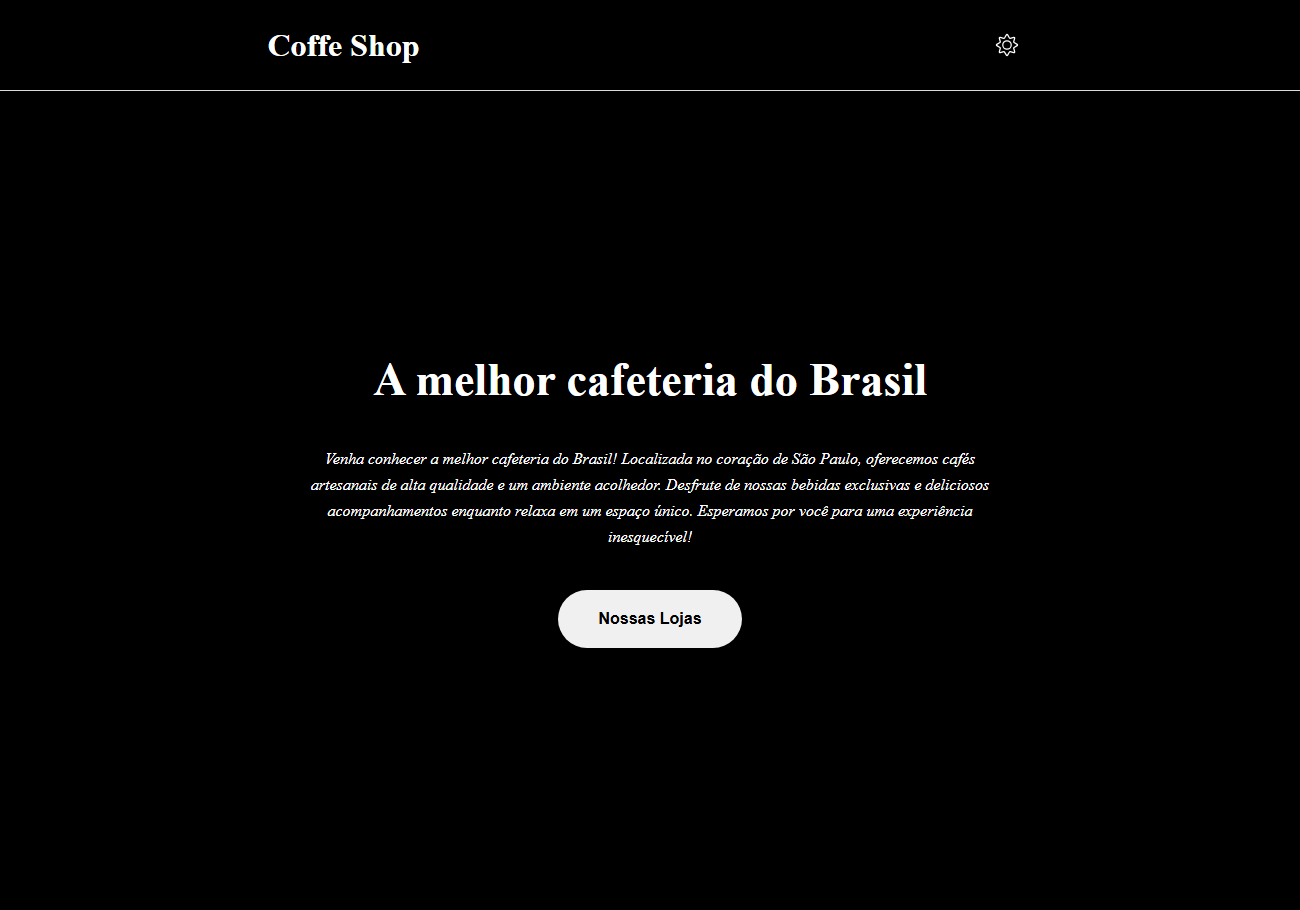 Coffe Shop
A melhor cafeteria do Brasil
Venha conhecer a melhor cafeteria do Brasil! Localizada no coração de São Paulo, oferecemos cafés
artesanais de alta qualidade e um ambiente acolhedor. Desfrute de nossas bebidas exclusivas e deliciosos
acompanhamentos enquanto relaxa em um espaço único. Esperamos por você para uma experiência
inesquecível!
Nossas Lojas